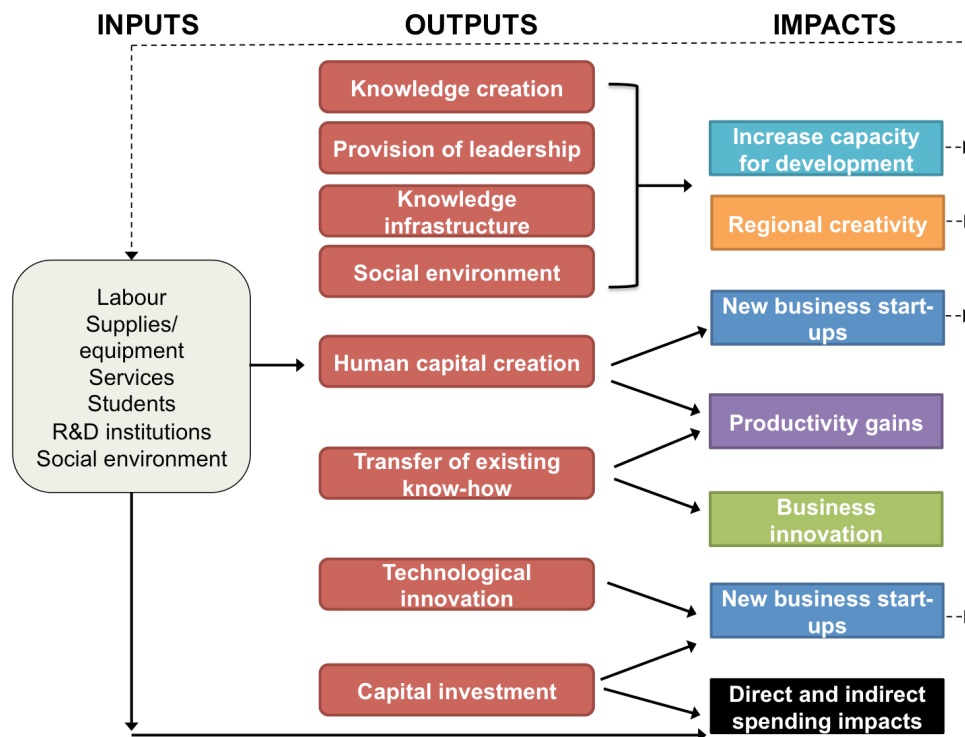 INPUTS
OUTPUTS
IMPACTS
Labour
Supplies/
equipment
Services
Students
R&D institutions
Social environment
Knowledge creation
Provision of leadership
Knowledge
infrastructure
Social environment
Human capital creation
Transfer of existing
know-how
Technological
innovation
Capital investment
Increase capacity
for development
Regional creativity
New business start-
ups
Productivity gains
Business
innovation
New business start-
ups
Direct and indirect
spending impacts